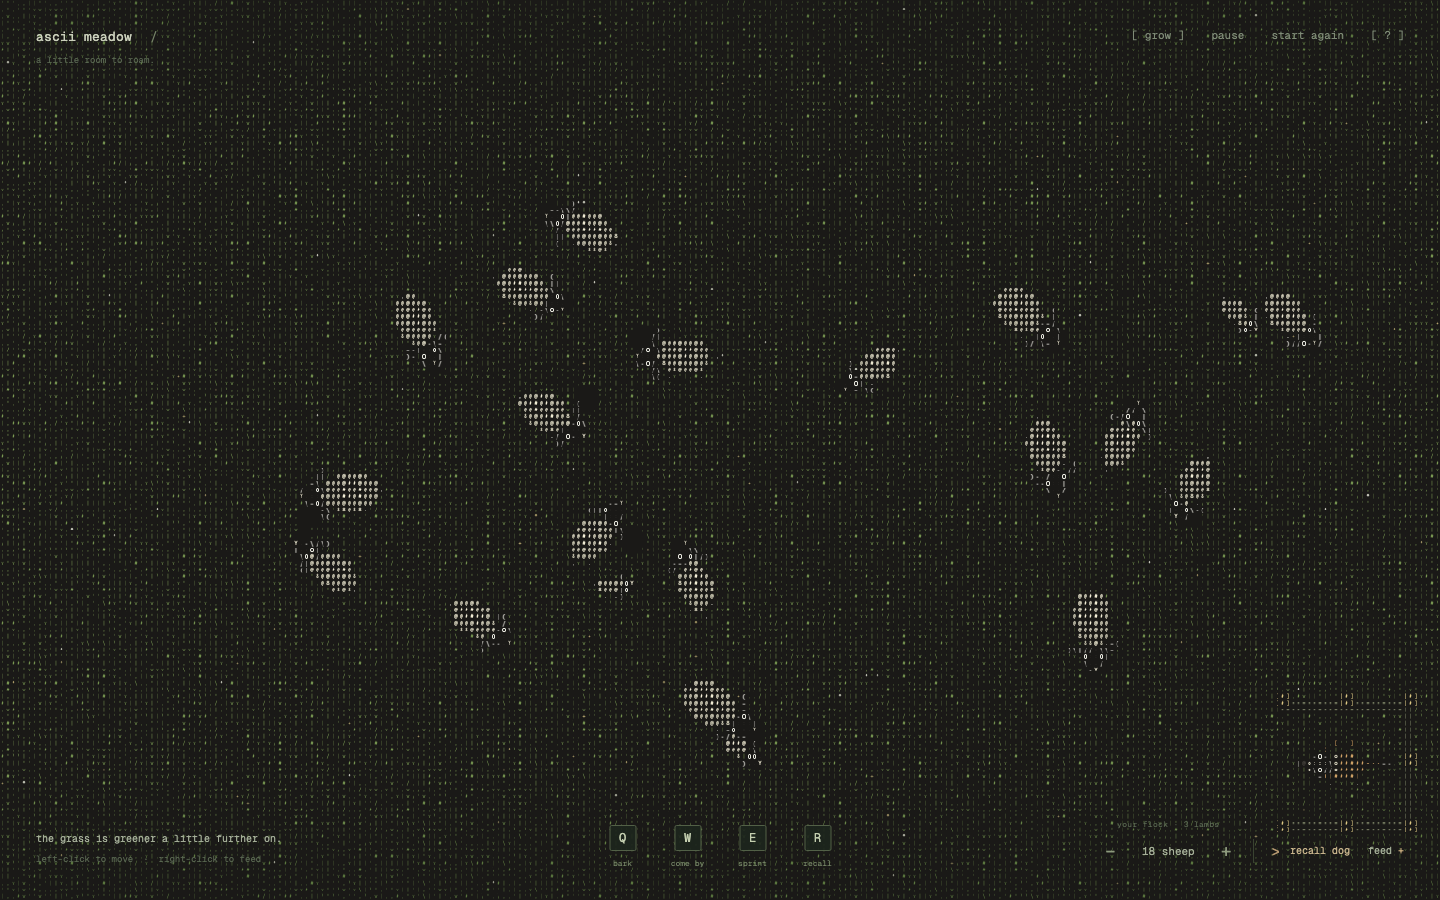 ascii meadow /
[ grow ] pause start again [ ? ]
a little room to roam
your flock · 3 lambs
the grass is greener a little further on.
Q W E R
− 18 sheep + > recall dog feed +
left-click to move · right-click to feed
bark come by sprint recall